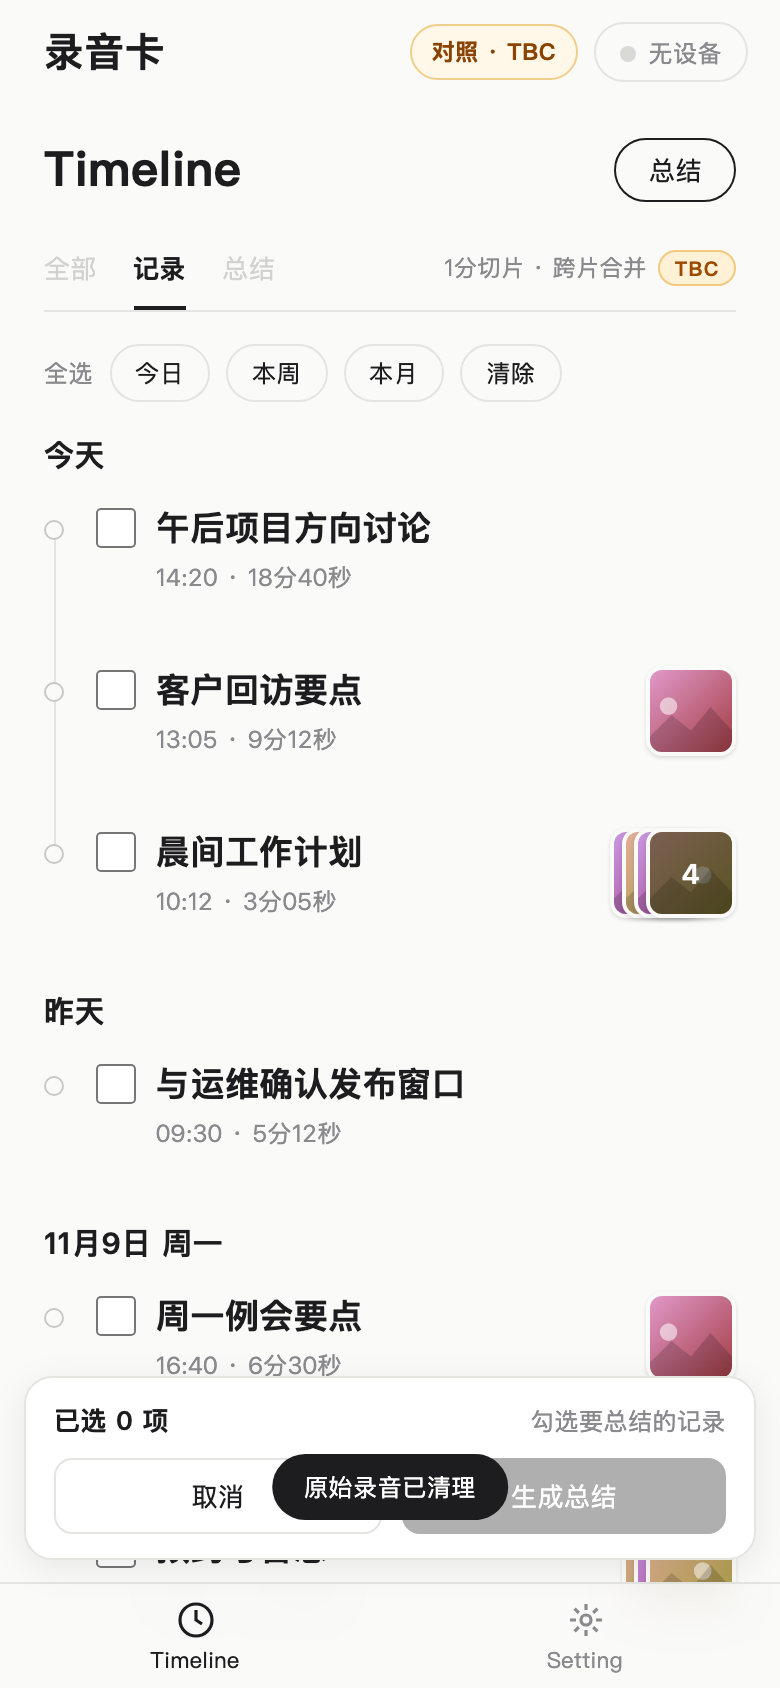 录音卡
对照 · TBC
无设备
Timeline
总结
全部 记录 总结
1分切片 · 跨片合并 TBC
全选 今日 本周 本月 清除
今天
午后项目方向讨论
14:20 · 18分40秒
客户回访要点
13:05 · 9分12秒
晨间工作计划
10:12 · 3分05秒
4
昨天
与运维确认发布窗口
09:30 · 5分12秒
11月9日 周一
周一例会要点
16:40 · 6分30秒
已选 0 项
勾选要总结的记录
取消
原始录音已清理
生成总结
Timeline
Setting